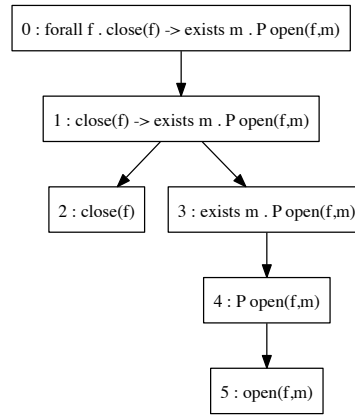 0 : forall f . close(f) -> exists m . P open(f,m)
1 : close(f) -> exists m . P open(f,m)
2 : close(f)
3 : exists m . P open(f,m)
4 : P open(f,m)
5 : open(f,m)